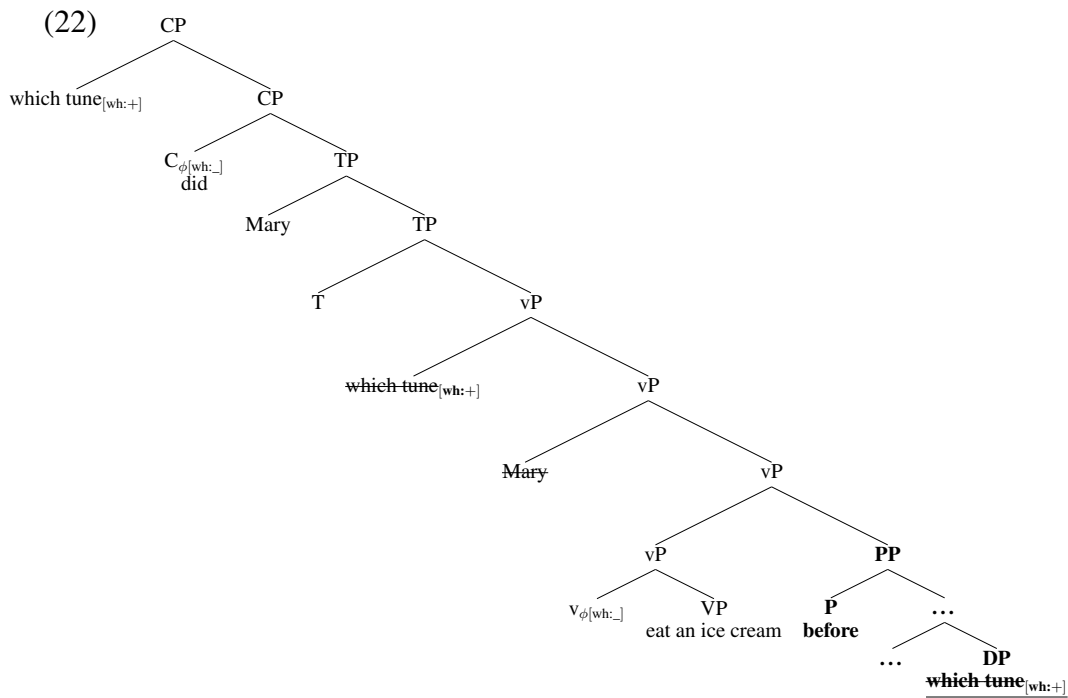 (22)
CP
which tune[wh:+] CP
Cϕ[wh:_] TP
did
Mary TP
T vP
which tune[wh:+] vP
Mary vP
vP PP
vϕ[wh:_] VP P ...
eat an ice cream before
... DP
which tune[wh:+]